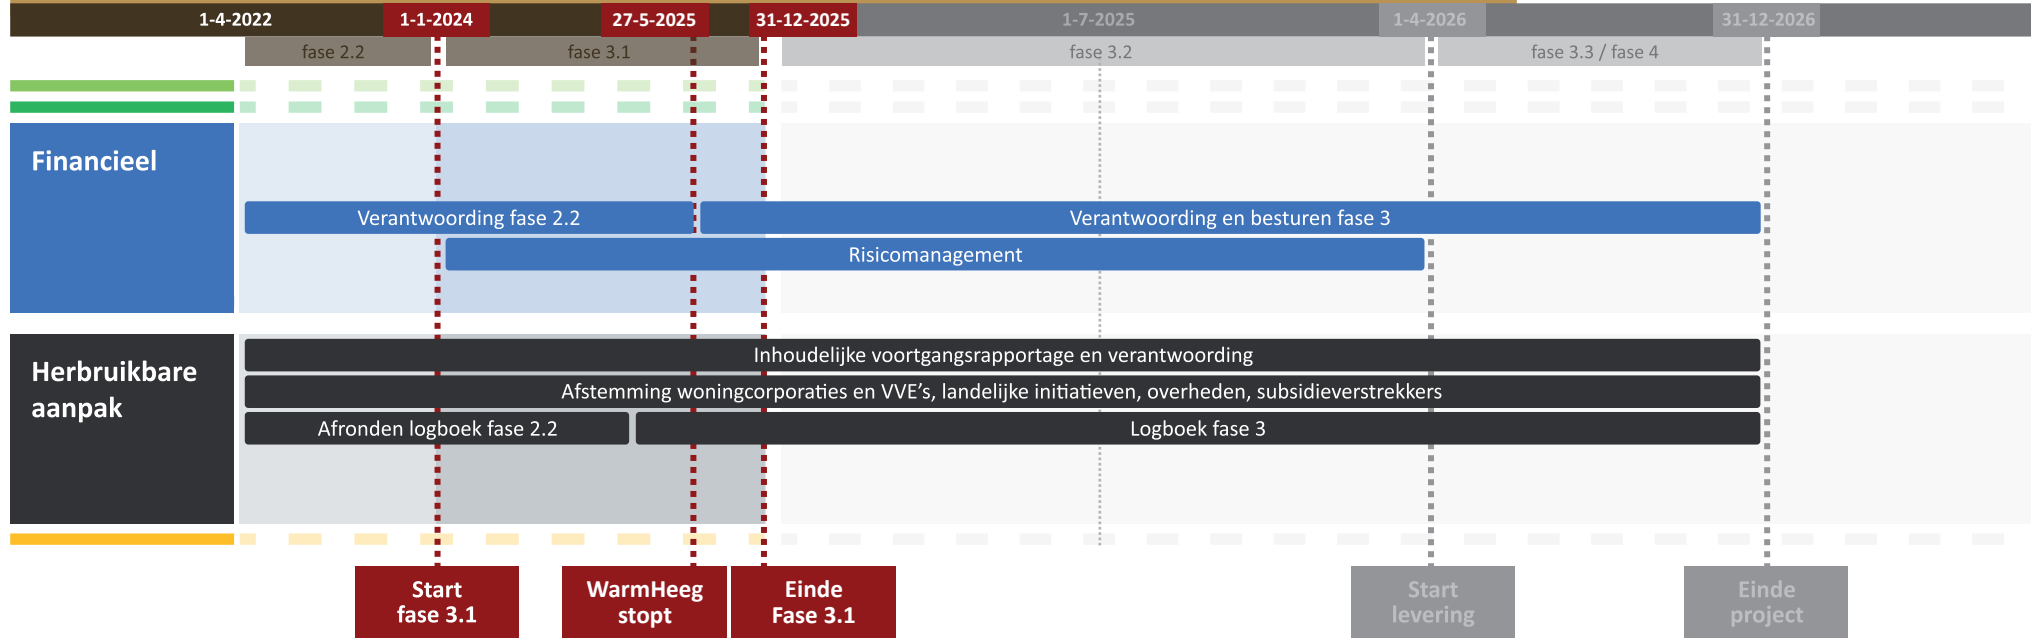 1-4-2022 1-1-2024 27-5-2025 31-12-2025 1-7-2025 1-4-2026 31-12-2026
fase 2.2 fase 3.1 fase 3.2 fase 3.3 / fase 4
Financieel
Verantwoording fase 2.2 Verantwoording en besturen fase 3
Risicomanagement
Herbruikbare
aanpak
Inhoudelijke voortgangsrapportage en verantwoording
Afstemming woningcorporaties en VVE's, landelijke initiatieven, overheden, subsidieverstrekkers
Afronden logboek fase 2.2 Logboek fase 3
Start
fase 3.1
WarmHeeg
stopt
Einde
Fase 3.1
Start
levering
Einde
project